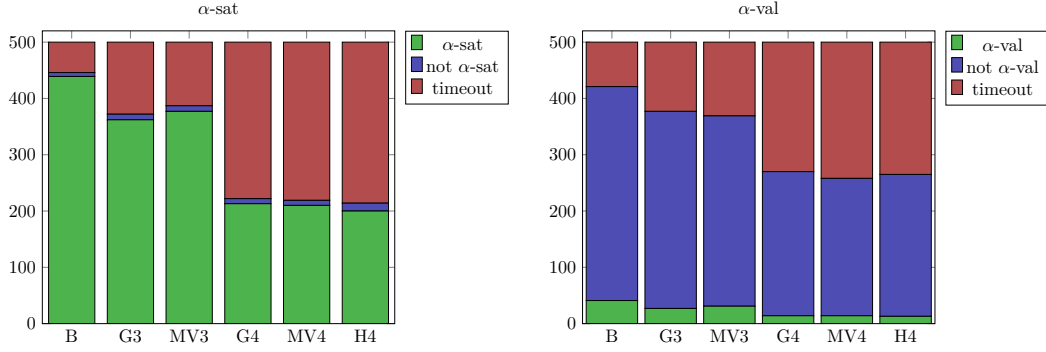 α-sat
500
400
300
200
100
0
B G3 MV3 G4 MV4 H4
α-sat
not α-sat
timeout
α-val
500
400
300
200
100
0
B G3 MV3 G4 MV4 H4
α-val
not α-val
timeout